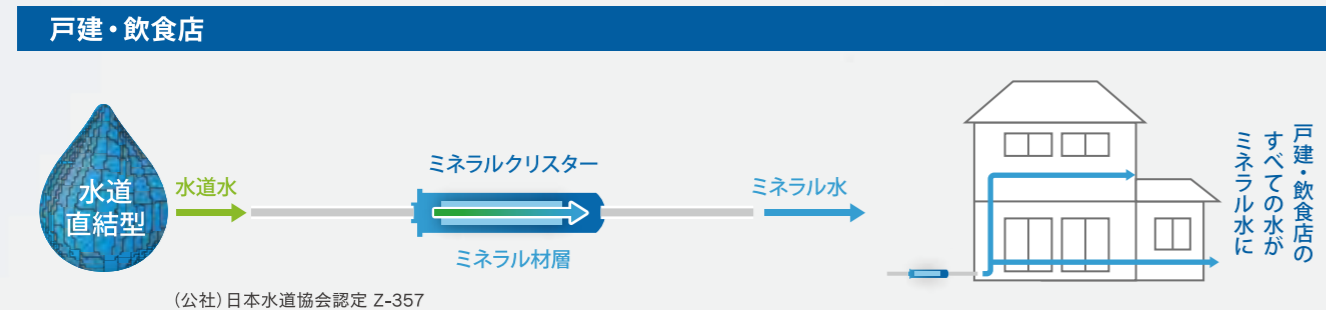 戸建・飲食店
水道
直結型
水道水
ミネラルクリスター
ミネラル材層
ミネラル水
(公社)日本水道協会認定 Z-357
戸建・飲食店の
すべての水が
ミネラル水に